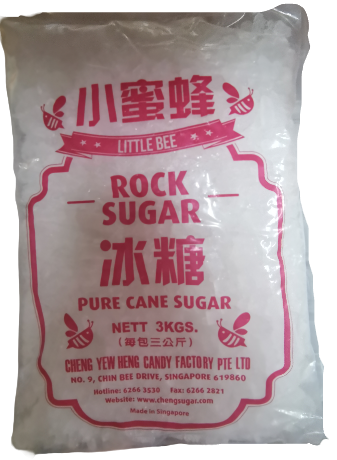 小蜜蜂
LITTLE BEE
ROCK
SUGAR
冰糖
PURE CANE SUGAR
NETT 3KGS.
(每包三公斤)
CHENG YEW HENG CANDY FACTORY PTE LTD
NO. 9, CHIN BEE DRIVE, SINGAPORE 619860
Hotline: 6266 3530 Fax: 6266 2821
Website: www.chengsugar.com
Made in Singapore